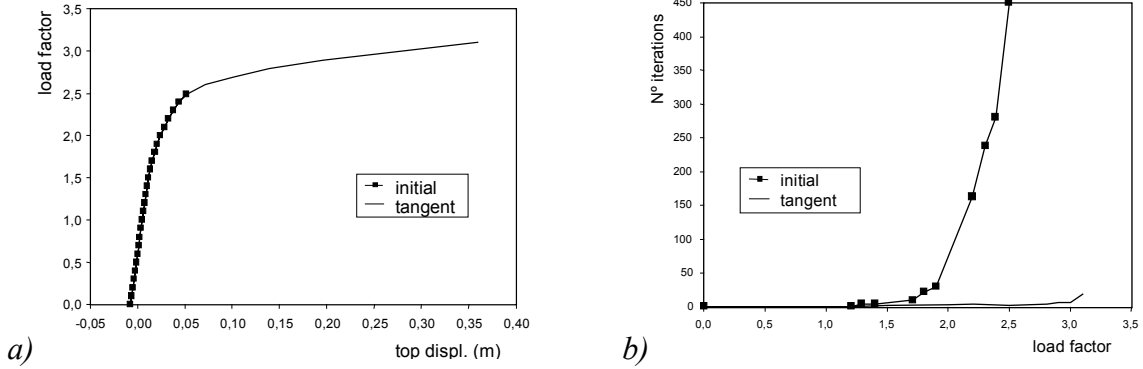 load factor
3,5
3,0
2,5
2,0
1,5
1,0
0,5
0,0
-0,05 0,00 0,05 0,10 0,15 0,20 0,25 0,30 0,35 0,40
top displ. (m)
initial
tangent
a)
Nº iterations
450
400
350
300
250
200
150
100
50
0
0,0 0,5 1,0 1,5 2,0 2,5 3,0 3,5
load factor
initial
tangent
b)